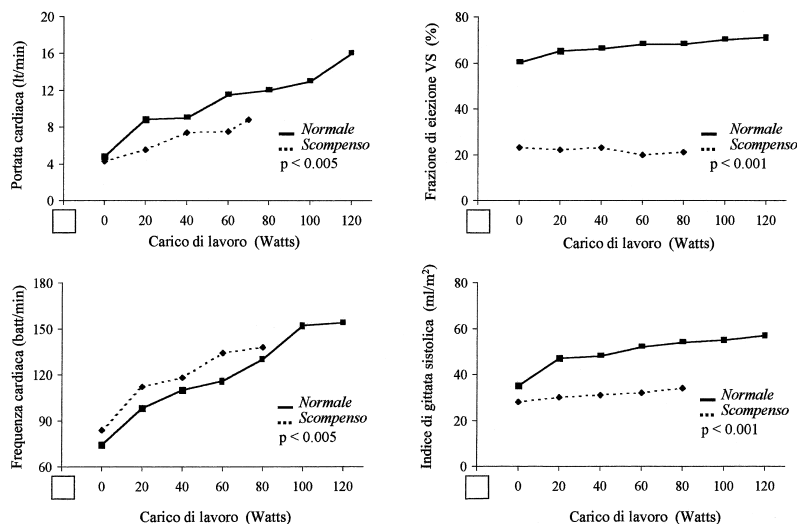 Portata cardiaca (lt/min)
20
16
12
8
4
0
Normale
Scompenso
p < 0.005
0 20 40 60 80 100 120
Carico di lavoro (Watts)
Frazione di eiezione VS (%)
80
60
40
20
0
Normale
Scompenso
p < 0.001
0 20 40 60 80 100 120
Carico di lavoro (Watts)
Frequenza cardiaca (batt/min)
180
150
120
90
60
Normale
Scompenso
p < 0.005
0 20 40 60 80 100 120
Carico di lavoro (Watts)
Indice di gittata sistolica (ml/m²)
80
60
40
20
0
Normale
Scompenso
p < 0.001
0 20 40 60 80 100 120
Carico di lavoro (Watts)